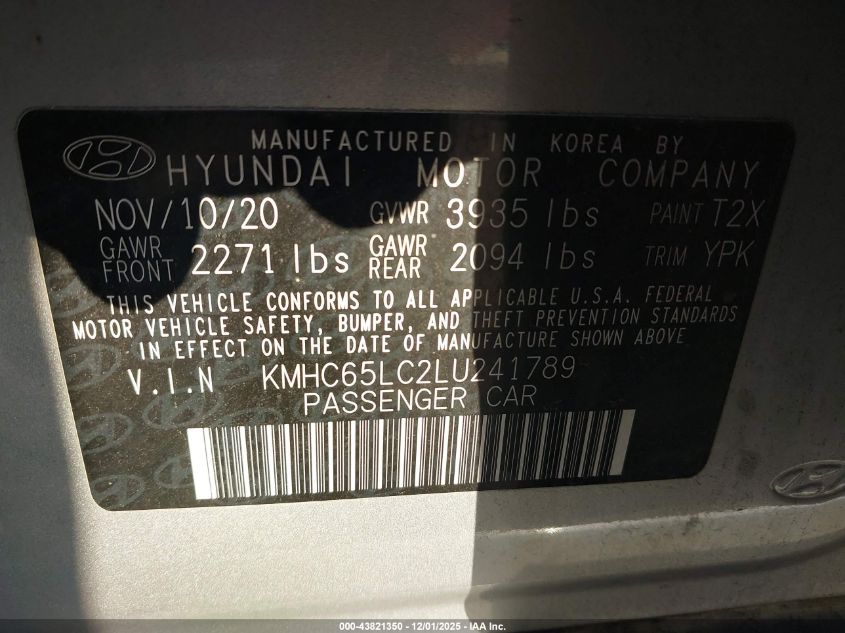 MANUFACTURED IN KOREA BY
HYUNDAI MOTOR COMPANY
NOV/10/20 GVWR 3935 lbs PAINT T2X
GAWR FRONT 2271 lbs GAWR REAR 2094 lbs TRIM YPK
THIS VEHICLE CONFORMS TO ALL APPLICABLE U.S.A. FEDERAL
MOTOR VEHICLE SAFETY, BUMPER, AND THEFT PREVENTION STANDARDS
IN EFFECT ON THE DATE OF MANUFACTURE SHOWN ABOVE
V.I.N KMHC65LC2LU241789
PASSENGER CAR
000-43821350 - 12/01/2025 - IAA Inc.